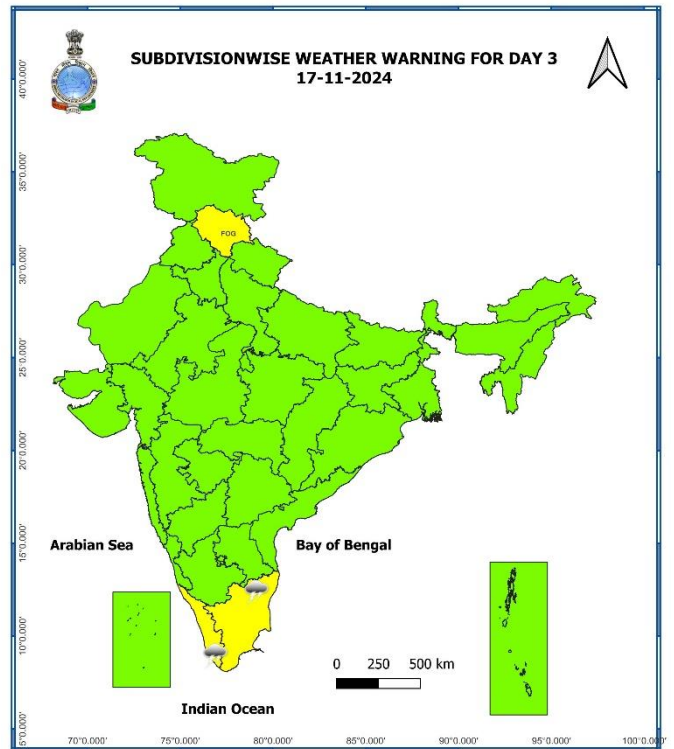 SUBDIVISIONWISE WEATHER WARNING FOR DAY 3
17-11-2024
40°0.000'
35°0.000'
30°0.000'
25°0.000'
20°0.000'
15°0.000'
10°0.000'
5°0.000'
FOG
Arabian Sea
Bay of Bengal
0 250 500 km
Indian Ocean
70°0.000' 75°0.000' 80°0.000' 85°0.000' 90°0.000' 95°0.000' 100°0.000'